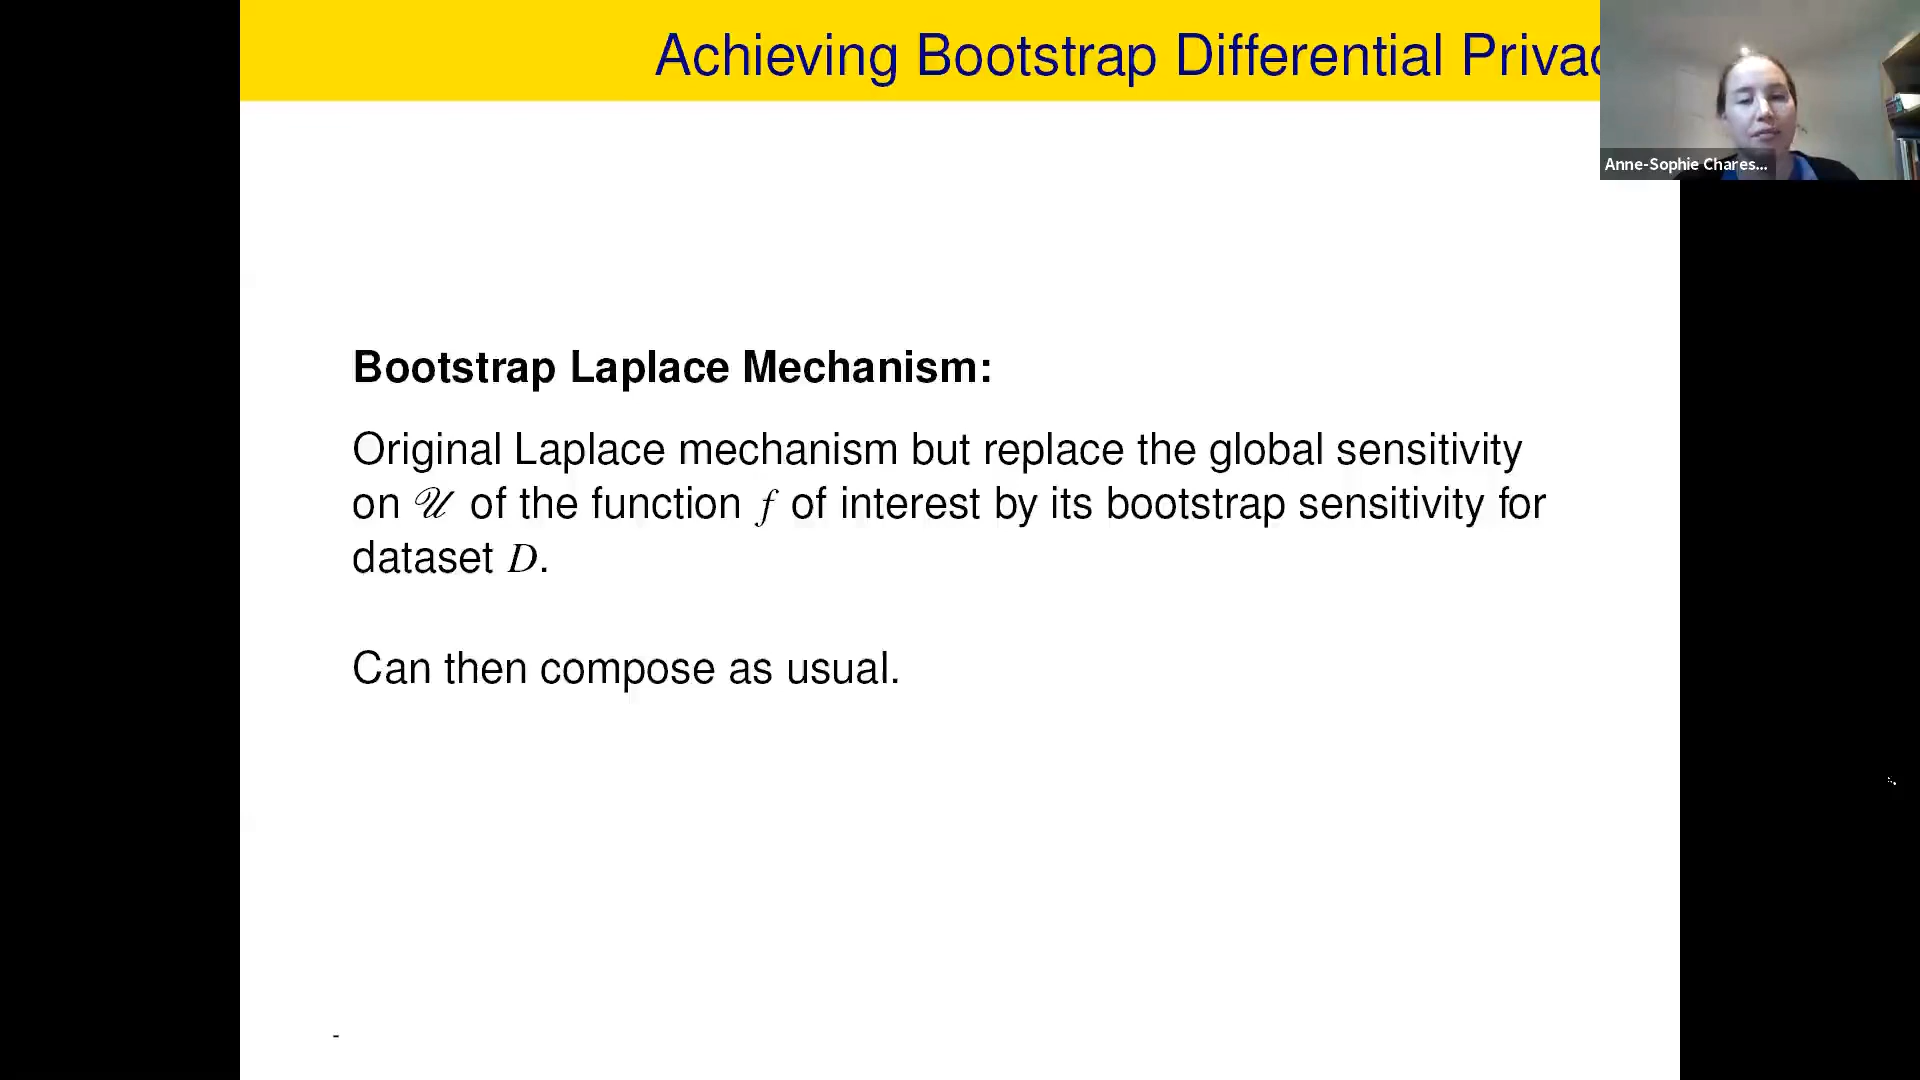 Achieving Bootstrap Differential Privac
Anne-Sophie Chares...
Bootstrap Laplace Mechanism:
Original Laplace mechanism but replace the global sensitivity
on 𝒰 of the function f of interest by its bootstrap sensitivity for
dataset D.
Can then compose as usual.
-